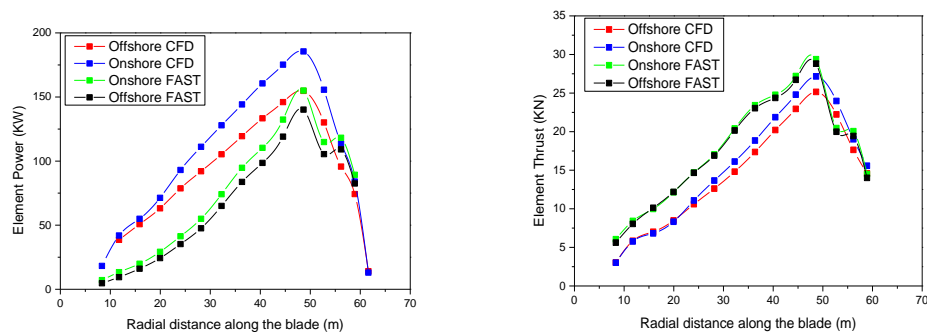 Offshore CFD
Onshore CFD
Onshore FAST
Offshore FAST
200
150
100
50
0
Element Power (KW)
0 10 20 30 40 50 60 70
Radial distance along the blade (m)
Offshore CFD
Onshore CFD
Onshore FAST
Offshore FAST
35
30
25
20
15
10
5
0
Element Thrust (KN)
0 10 20 30 40 50 60 70
Radial distance along the blade (m)